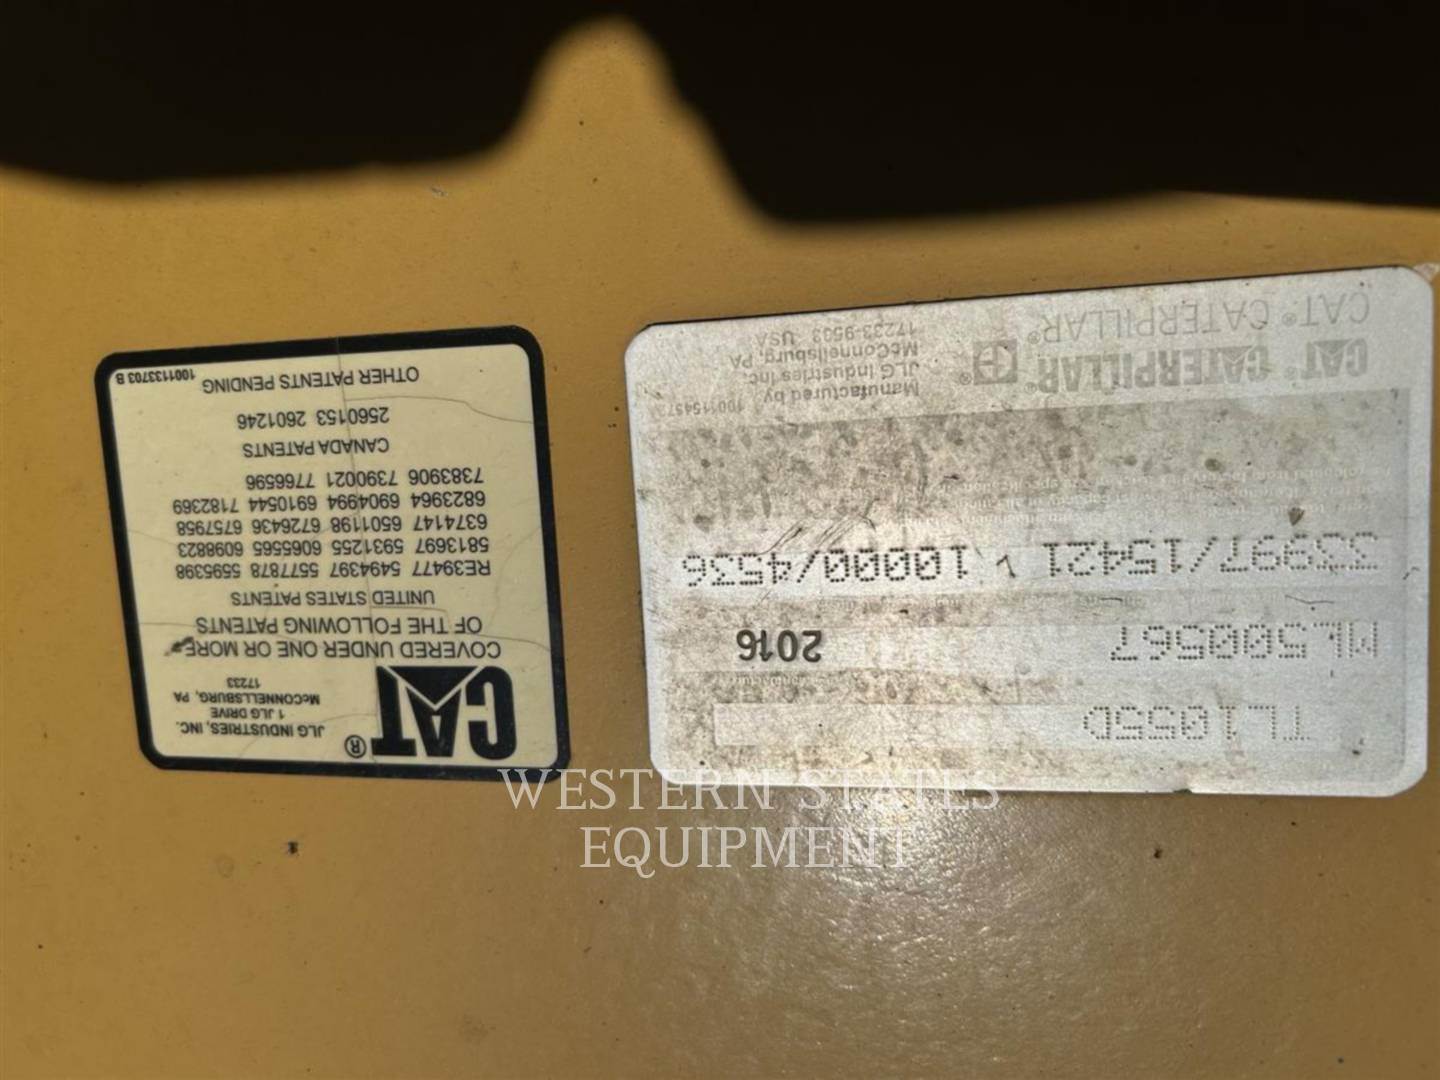 CAT®
JLG INDUSTRIES, INC.
1 JLG DRIVE
McCONNELLSBURG, PA
17233
COVERED UNDER ONE OR MORE
OF THE FOLLOWING PATENTS
UNITED STATES PATENTS
RE39477 5494397 5577878 5595398
5813697 5931255 6065565 6098823
6374147 6501198 6726436 6757958
6823964 6904994 6910544 7182369
7383906 7390021 7766596
CANADA PATENTS
2560153 2601246
OTHER PATENTS PENDING
1001133703 B
TL1055D
ML500567
2016
33997/15421
10000/4536
Manufactured by
JLG Industries Inc.
McConnellsburg, PA
17233-9533 USA
CAT® CATERPILLAR®
CAT® CATERPILLAR®
WESTERN STATES
EQUIPMENT